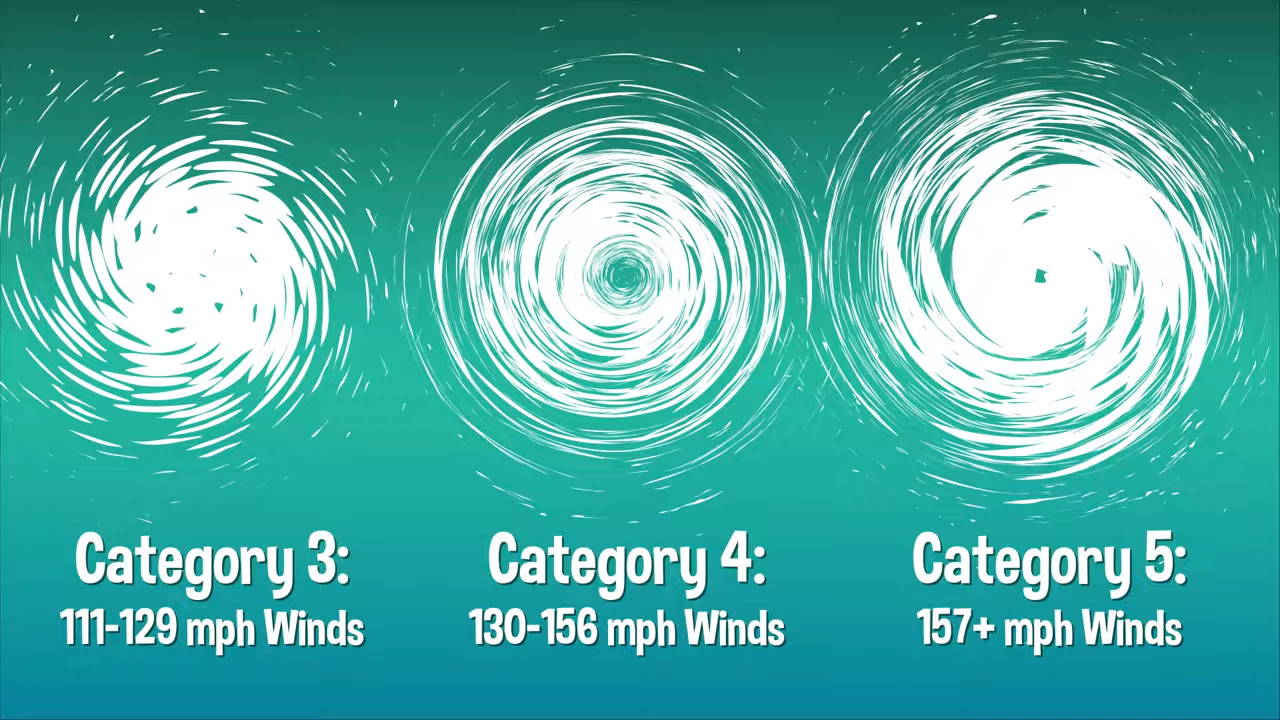 Category 3:
111-129 mph Winds
Category 4:
130-156 mph Winds
Category 5:
157+ mph Winds